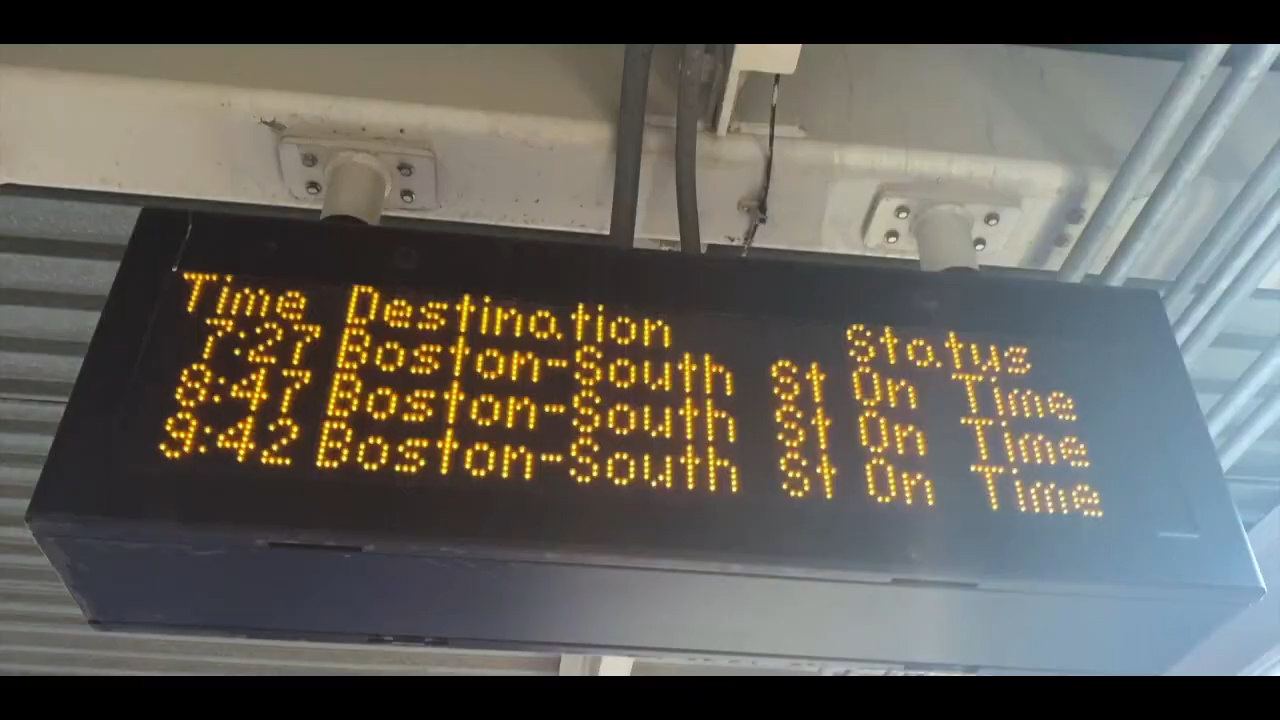 Time Destination Status
7:27 Boston-South St On Time
8:47 Boston-South St On Time
9:42 Boston-South St On Time